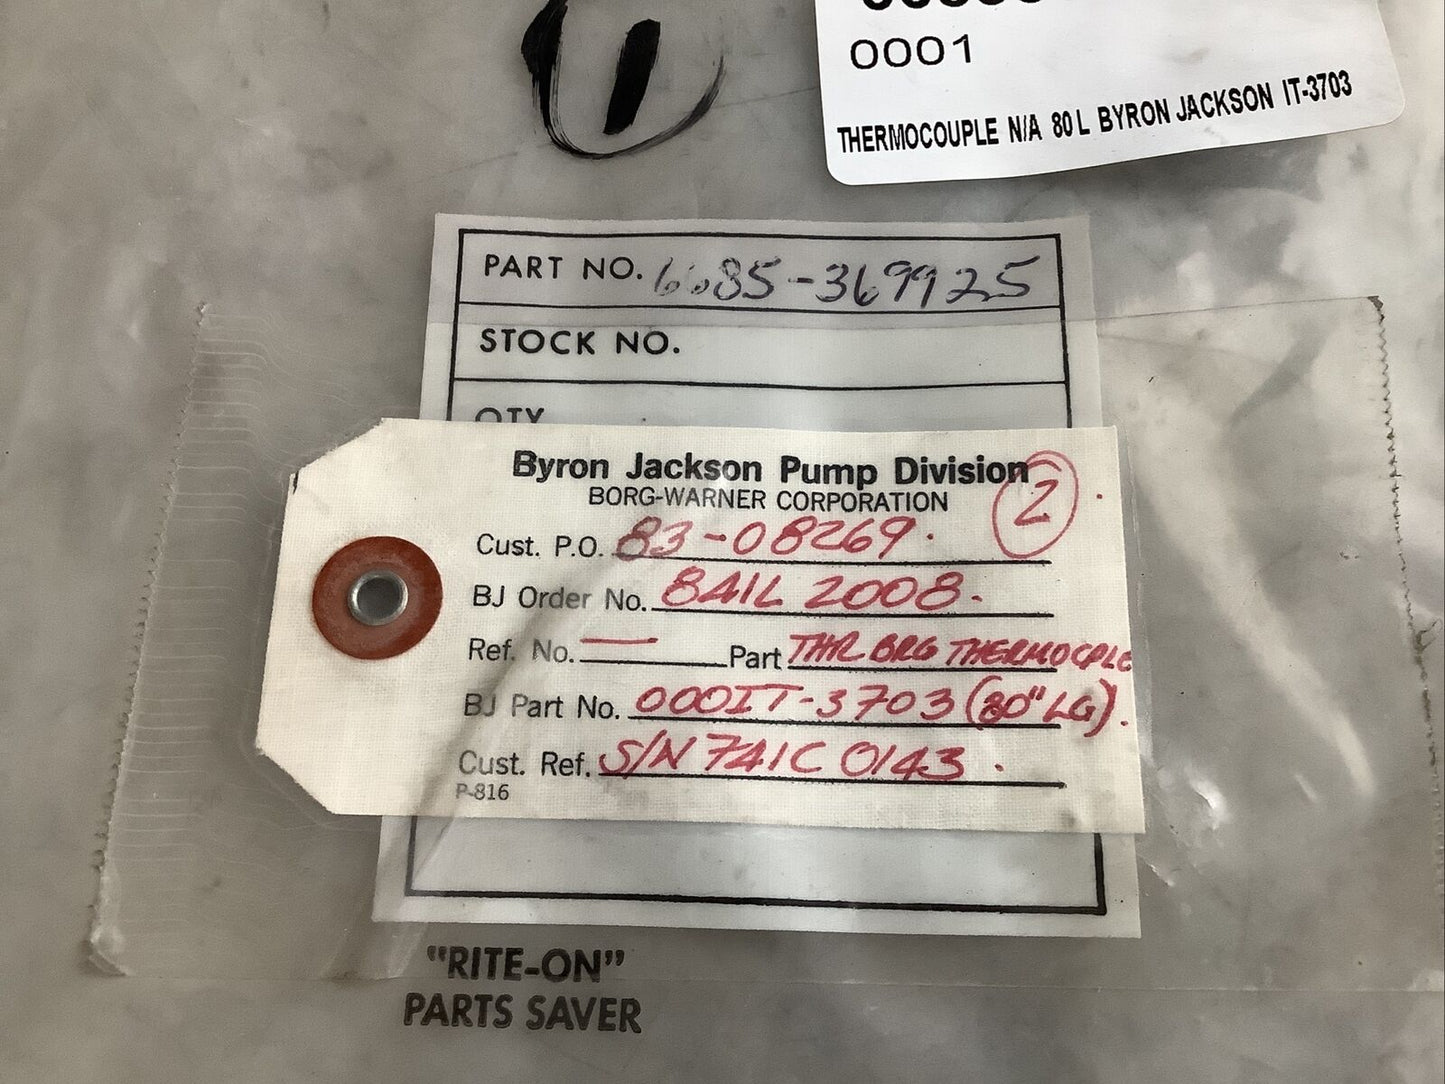 0001
THERMOCOUPLE N/A 80 L BYRON JACKSON IT-3703
PART NO. 6685-369925
STOCK NO.
QTY
Byron Jackson Pump Division
BORG-WARNER CORPORATION
2
Cust. P.O. 83-08269.
BJ Order No. 841L 2008.
Ref. No. — Part THR BRG THERMOCPLE
BJ Part No. 000IT-3703 (80" LG).
Cust. Ref. S/N 741C 0143.
P-816
"RITE-ON"
PARTS SAVER